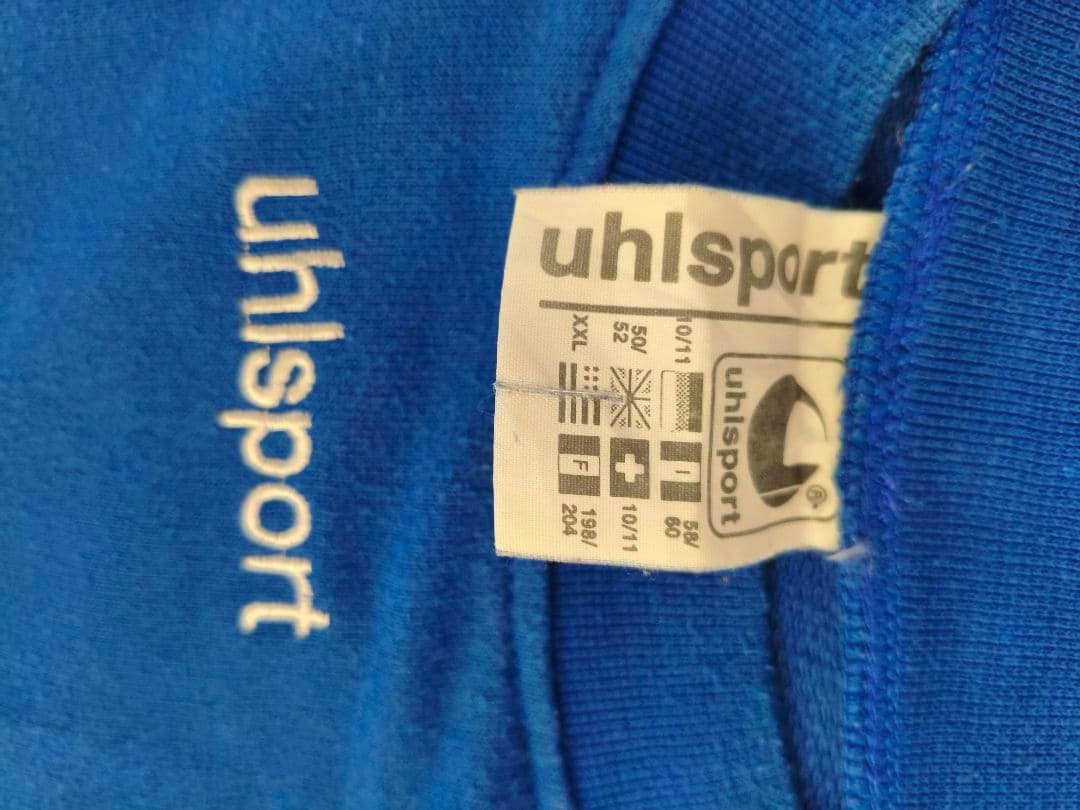 uhlsport
uhlsport
uhlsport
®
10/11
I
58/
60
50/
52
10/11
XXL
F
198/
204